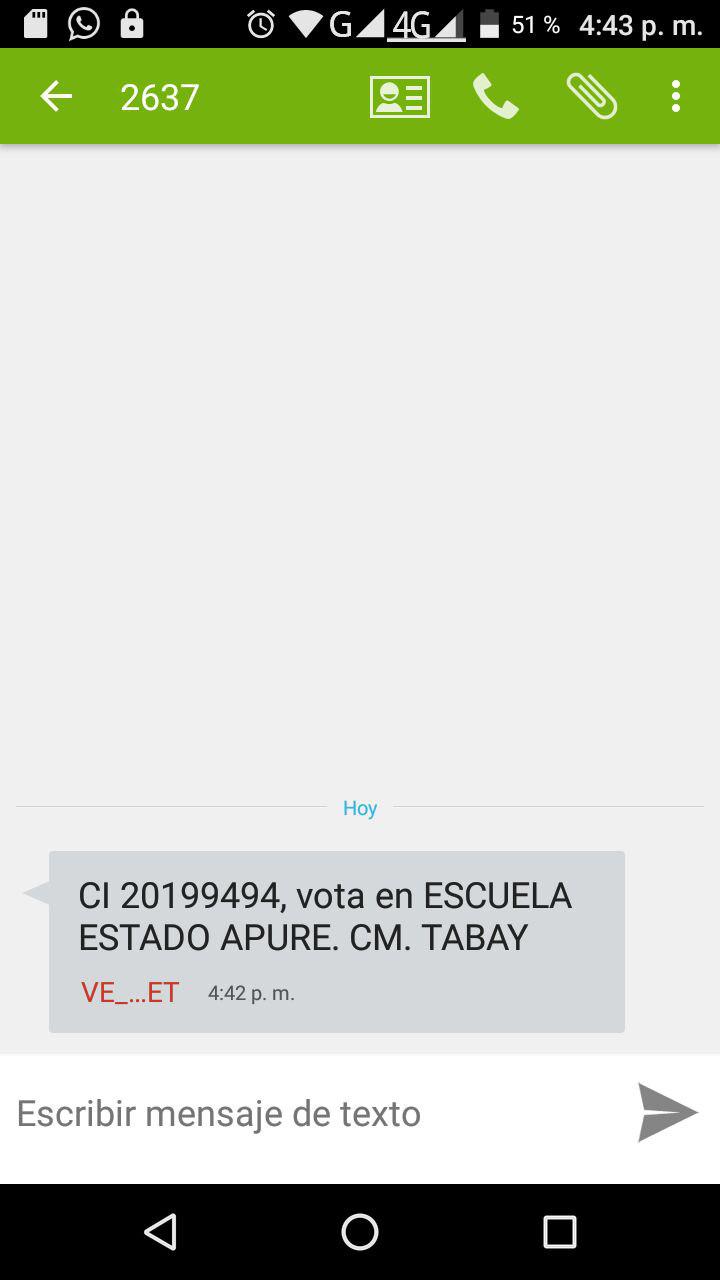 G 4G 51 % 4:43 p. m.
2637
Hoy
CI 20199494, vota en ESCUELA
ESTADO APURE. CM. TABAY
VE_...ET 4:42 p. m.
Escribir mensaje de texto